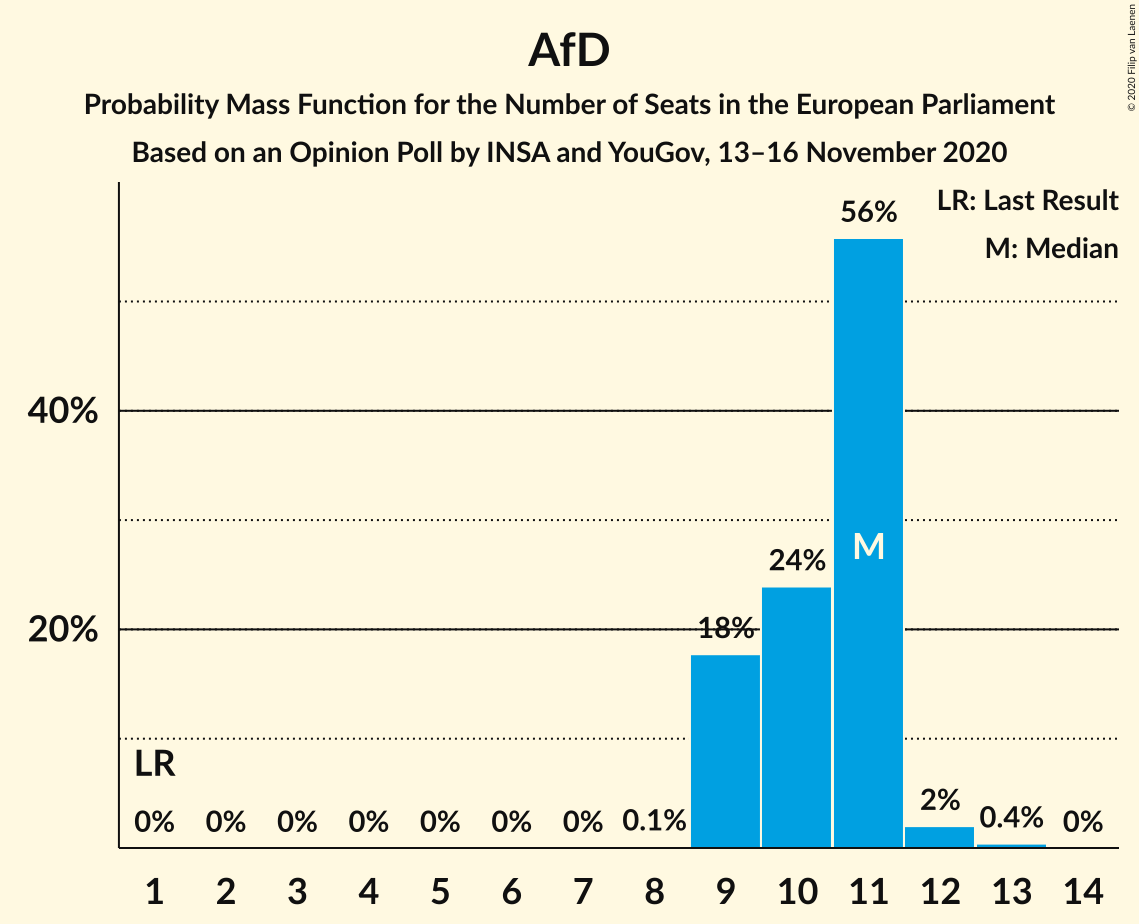 AfD
Probability Mass Function for the Number of Seats in the European Parliament
Based on an Opinion Poll by INSA and YouGov, 13–16 November 2020
© 2020 Filip van Laenen
LR: Last Result
M: Median
56%
40%
M
24%
20%
18%
LR
0% 0% 0% 0% 0% 0% 0% 0.1% 2% 0.4% 0%
1 2 3 4 5 6 7 8 9 10 11 12 13 14